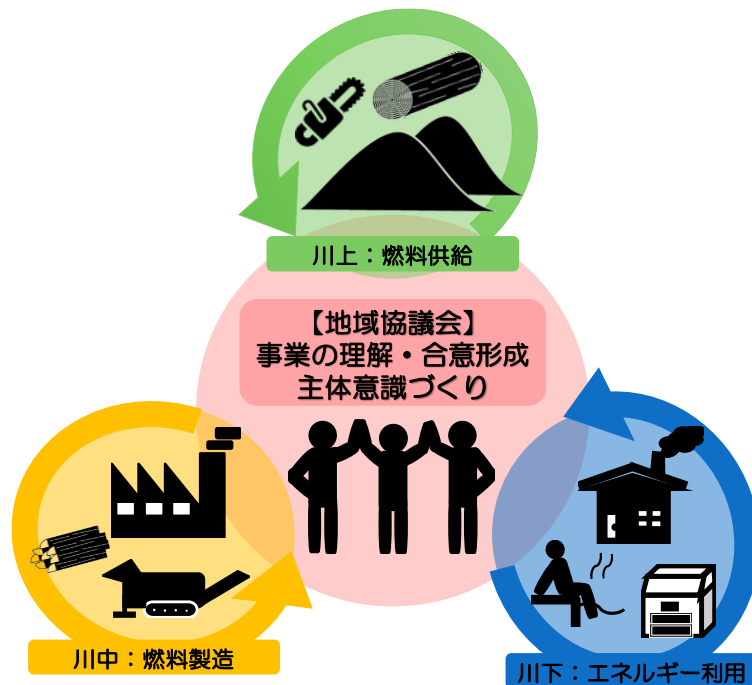 川上：燃料供給
【地域協議会】
事業の理解・合意形成
主体意識づくり
川中：燃料製造
川下：エネルギー利用